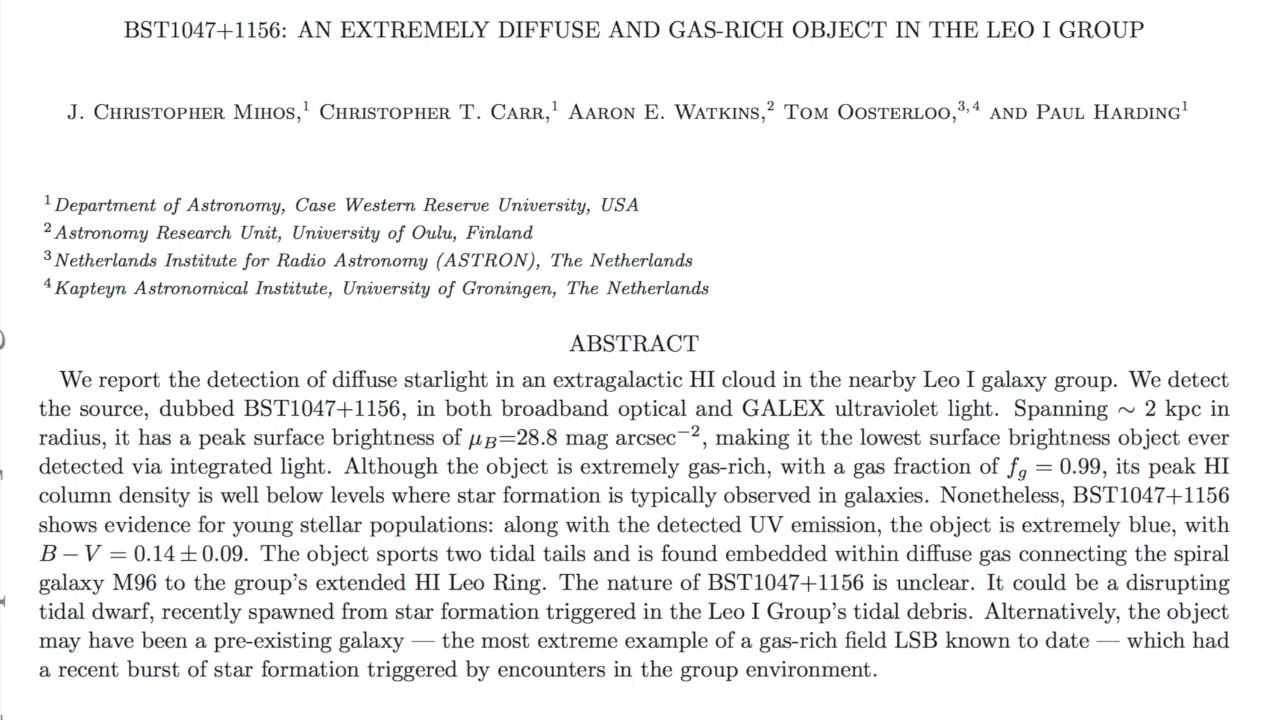 BST1047+1156: AN EXTREMELY DIFFUSE AND GAS-RICH OBJECT IN THE LEO I GROUP
J. Christopher Mihos,¹ Christopher T. Carr,¹ Aaron E. Watkins,² Tom Oosterloo,³,⁴ and Paul Harding¹
¹Department of Astronomy, Case Western Reserve University, USA
²Astronomy Research Unit, University of Oulu, Finland
³Netherlands Institute for Radio Astronomy (ASTRON), The Netherlands
⁴Kapteyn Astronomical Institute, University of Groningen, The Netherlands
ABSTRACT
We report the detection of diffuse starlight in an extragalactic HI cloud in the nearby Leo I galaxy group. We detect
the source, dubbed BST1047+1156, in both broadband optical and GALEX ultraviolet light. Spanning ∼ 2 kpc in
radius, it has a peak surface brightness of μB=28.8 mag arcsec⁻², making it the lowest surface brightness object ever
detected via integrated light. Although the object is extremely gas-rich, with a gas fraction of fg = 0.99, its peak HI
column density is well below levels where star formation is typically observed in galaxies. Nonetheless, BST1047+1156
shows evidence for young stellar populations: along with the detected UV emission, the object is extremely blue, with
B − V = 0.14 ± 0.09. The object sports two tidal tails and is found embedded within diffuse gas connecting the spiral
galaxy M96 to the group's extended HI Leo Ring. The nature of BST1047+1156 is unclear. It could be a disrupting
tidal dwarf, recently spawned from star formation triggered in the Leo I Group's tidal debris. Alternatively, the object
may have been a pre-existing galaxy — the most extreme example of a gas-rich field LSB known to date — which had
a recent burst of star formation triggered by encounters in the group environment.